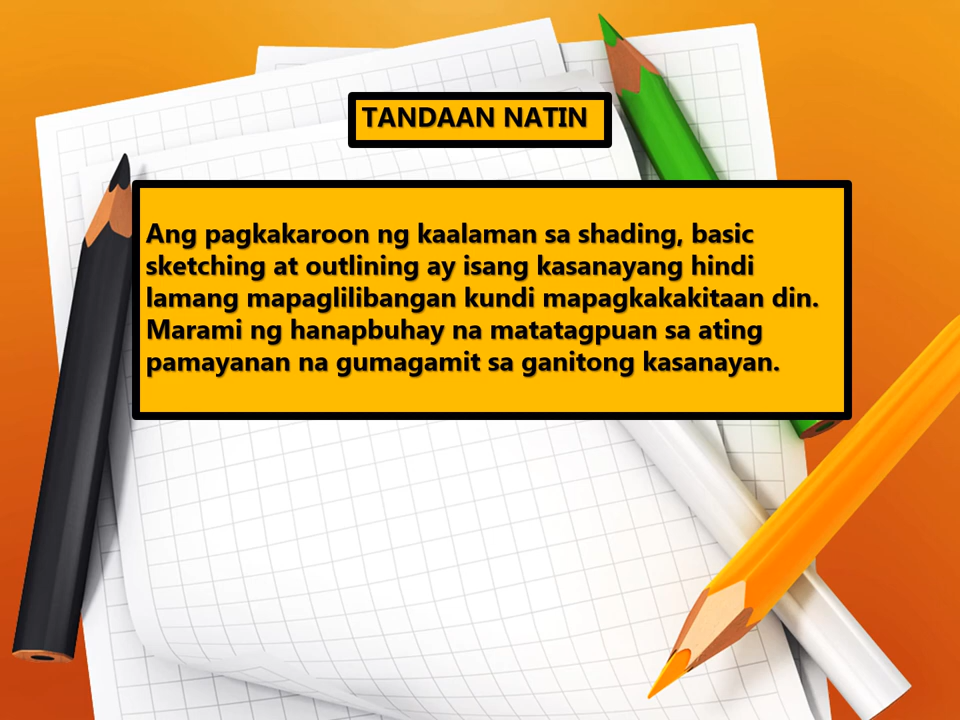 TANDAAN NATIN
Ang pagkakaroon ng kaalaman sa shading, basic
sketching at outlining ay isang kasanayang hindi
lamang mapaglilibangan kundi mapagkakakitaan din.
Marami ng hanapbuhay na matatagpuan sa ating
pamayanan na gumagamit sa ganitong kasanayan.